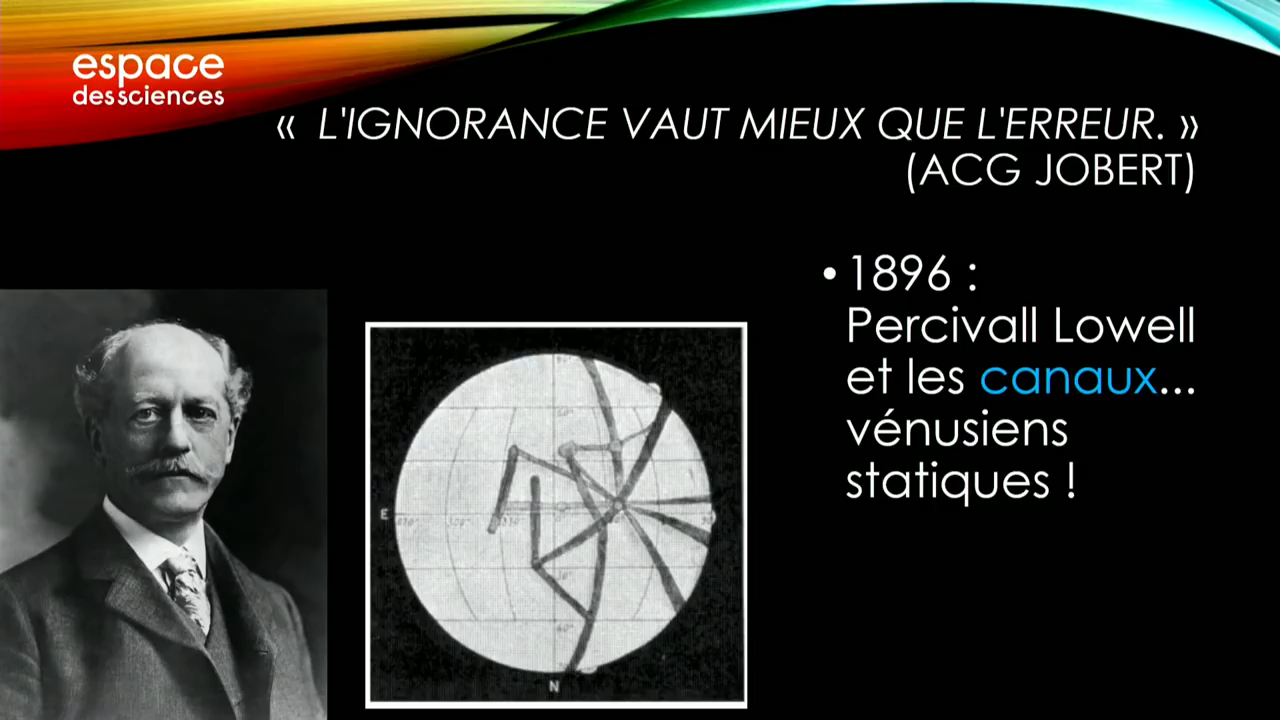 espace
des sciences
« L'IGNORANCE VAUT MIEUX QUE L'ERREUR. »
(ACG JOBERT)
• 1896 :
Percivall Lowell
et les canaux...
vénusiens
statiques !
E
N